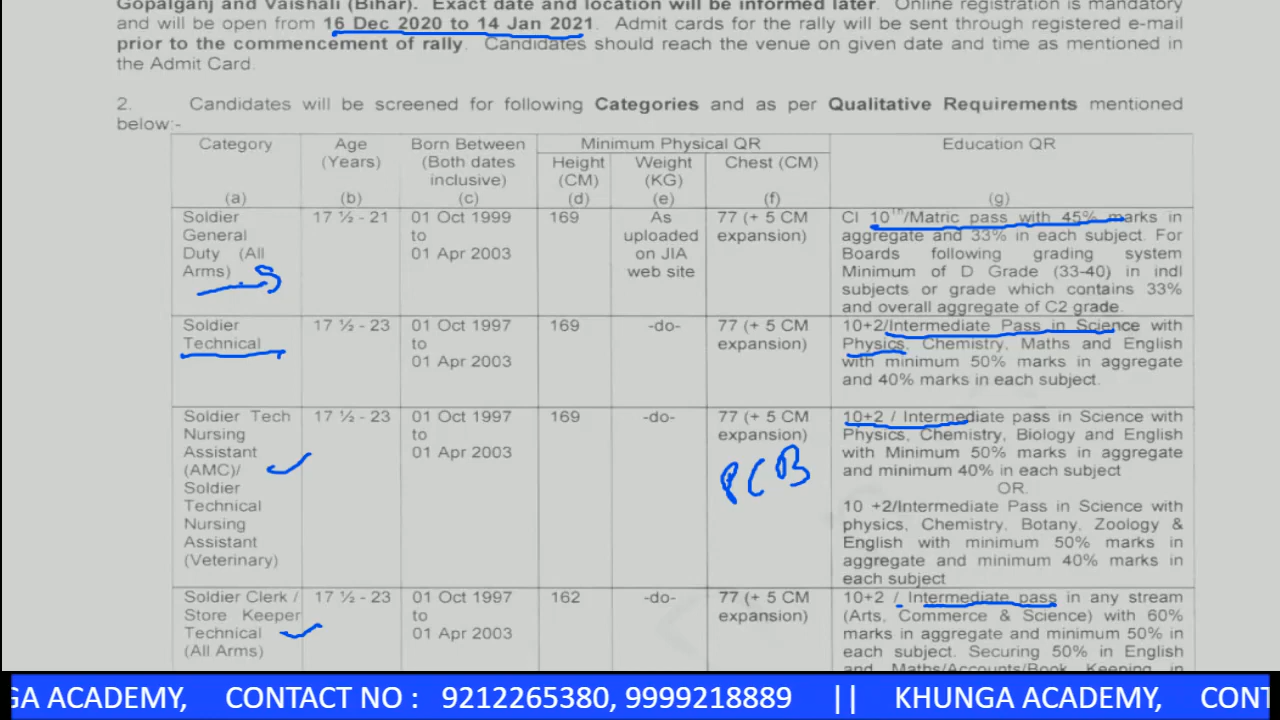 Gopalganj and Vaishali (Bihar). Exact date and location will be informed later. Online registration is mandatory
and will be open from 16 Dec 2020 to 14 Jan 2021. Admit cards for the rally will be sent through registered e-mail
prior to the commencement of rally. Candidates should reach the venue on given date and time as mentioned in
the Admit Card.
2. Candidates will be screened for following Categories and as per Qualitative Requirements mentioned
below:-
Category Age Born Between Minimum Physical QR Education QR
(Years) (Both dates Height Weight Chest (CM)
inclusive) (CM) (KG)
(a) (b) (c) (d) (e) (f) (g)
Soldier 17 ½ - 21 01 Oct 1999 169 As 77 (+ 5 CM Cl 10th/Matric pass with 45% marks in
General to uploaded expansion) aggregate and 33% in each subject. For
Duty (All 01 Apr 2003 on JIA Boards following grading system
Arms) web site Minimum of D Grade (33-40) in indl
subjects or grade which contains 33%
and overall aggregate of C2 grade.
Soldier 17 ½ - 23 01 Oct 1997 169 -do- 77 (+ 5 CM 10+2/Intermediate Pass in Science with
Technical to expansion) Physics, Chemistry, Maths and English
01 Apr 2003 with minimum 50% marks in aggregate
and 40% marks in each subject.
Soldier Tech 17 ½ - 23 01 Oct 1997 169 -do- 77 (+ 5 CM 10+2 / Intermediate pass in Science with
Nursing to expansion) Physics, Chemistry, Biology and English
Assistant 01 Apr 2003 with Minimum 50% marks in aggregate
(AMC)/ PCB and minimum 40% in each subject
Soldier OR.
Technical 10 +2/Intermediate Pass in Science with
Nursing physics, Chemistry. Botany, Zoology &
Assistant English with minimum 50% marks in
(Veterinary) aggregate and minimum 40% marks in
each subject
Soldier Clerk / 17 ½ - 23 01 Oct 1997 162 -do- 77 (+ 5 CM 10+2 / Intermediate pass in any stream
Store Keeper to expansion) (Arts, Commerce & Science) with 60%
Technical 01 Apr 2003 marks in aggregate and minimum 50% in
(All Arms) each subject. Securing 50% in English
and Maths/Accounts/Book Keeping in
GA ACADEMY, CONTACT NO : 9212265380, 9999218889 || KHUNGA ACADEMY, CONT